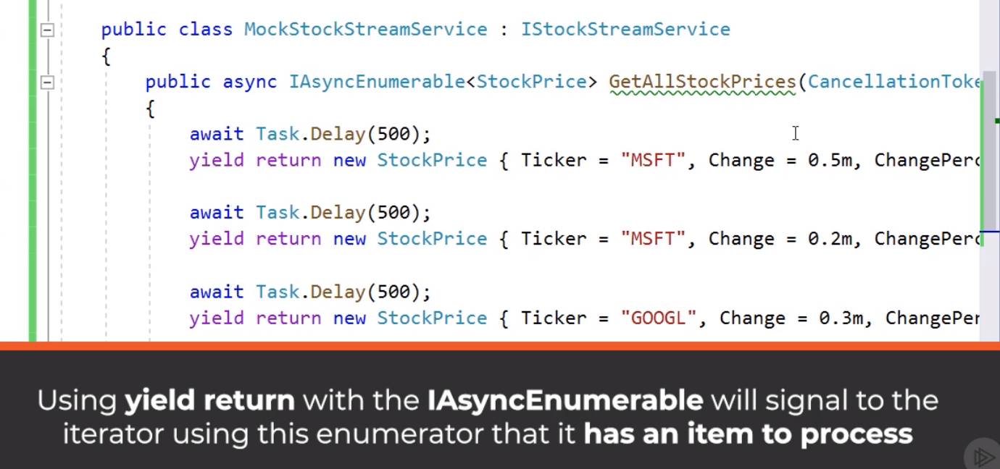 public class MockStockStreamService : IStockStreamService
{
public async IAsyncEnumerable<StockPrice> GetAllStockPrices(CancellationToke
{
await Task.Delay(500);
yield return new StockPrice { Ticker = "MSFT", Change = 0.5m, ChangePerc
await Task.Delay(500);
yield return new StockPrice { Ticker = "MSFT", Change = 0.2m, ChangePerc
await Task.Delay(500);
yield return new StockPrice { Ticker = "GOOGL", Change = 0.3m, ChangePer
Using yield return with the IAsyncEnumerable will signal to the
iterator using this enumerator that it has an item to process